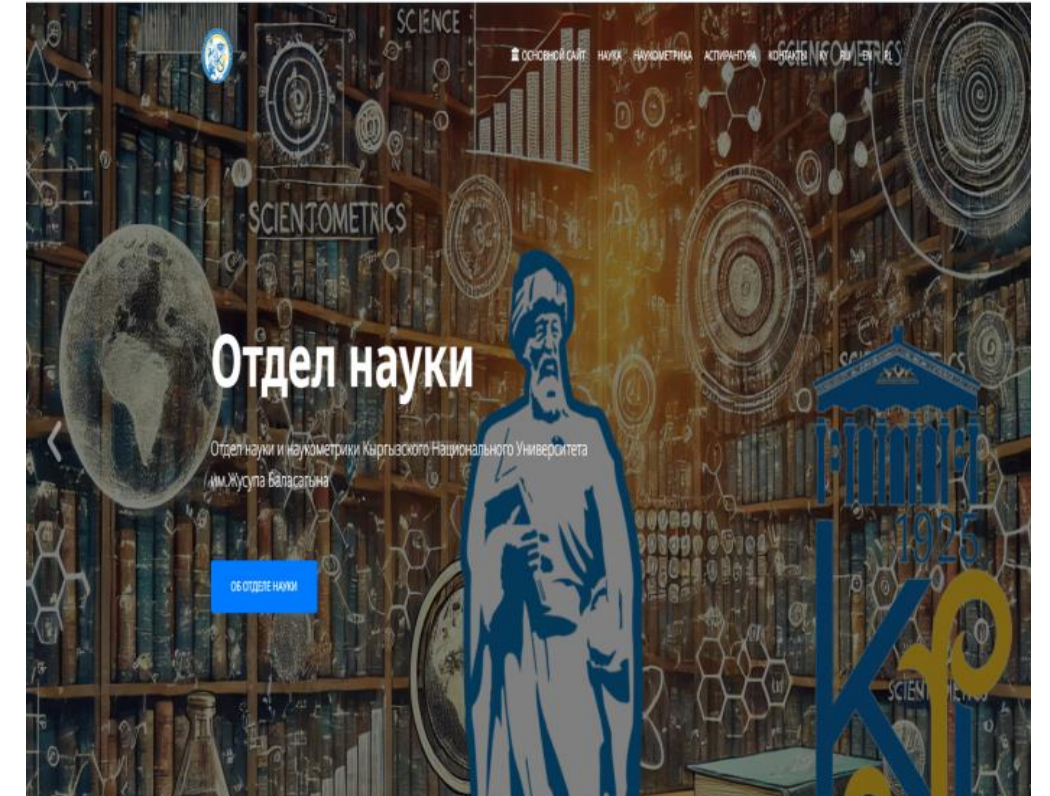 SCIENCE
ОСНОВНОЙ САЙТ НАУКА НАУКОМЕТРИКА АСПИРАНТУРА КОНТАКТЫ KY RU EN PL
SCIENTOMETRICS
SCIENTOMETRICS
Отдел науки
Отдел науки и наукометрики Кыргызского Национального Университета
им.Жусупа Баласагына
1925
ОБ ОТДЕЛЕ НАУКИ